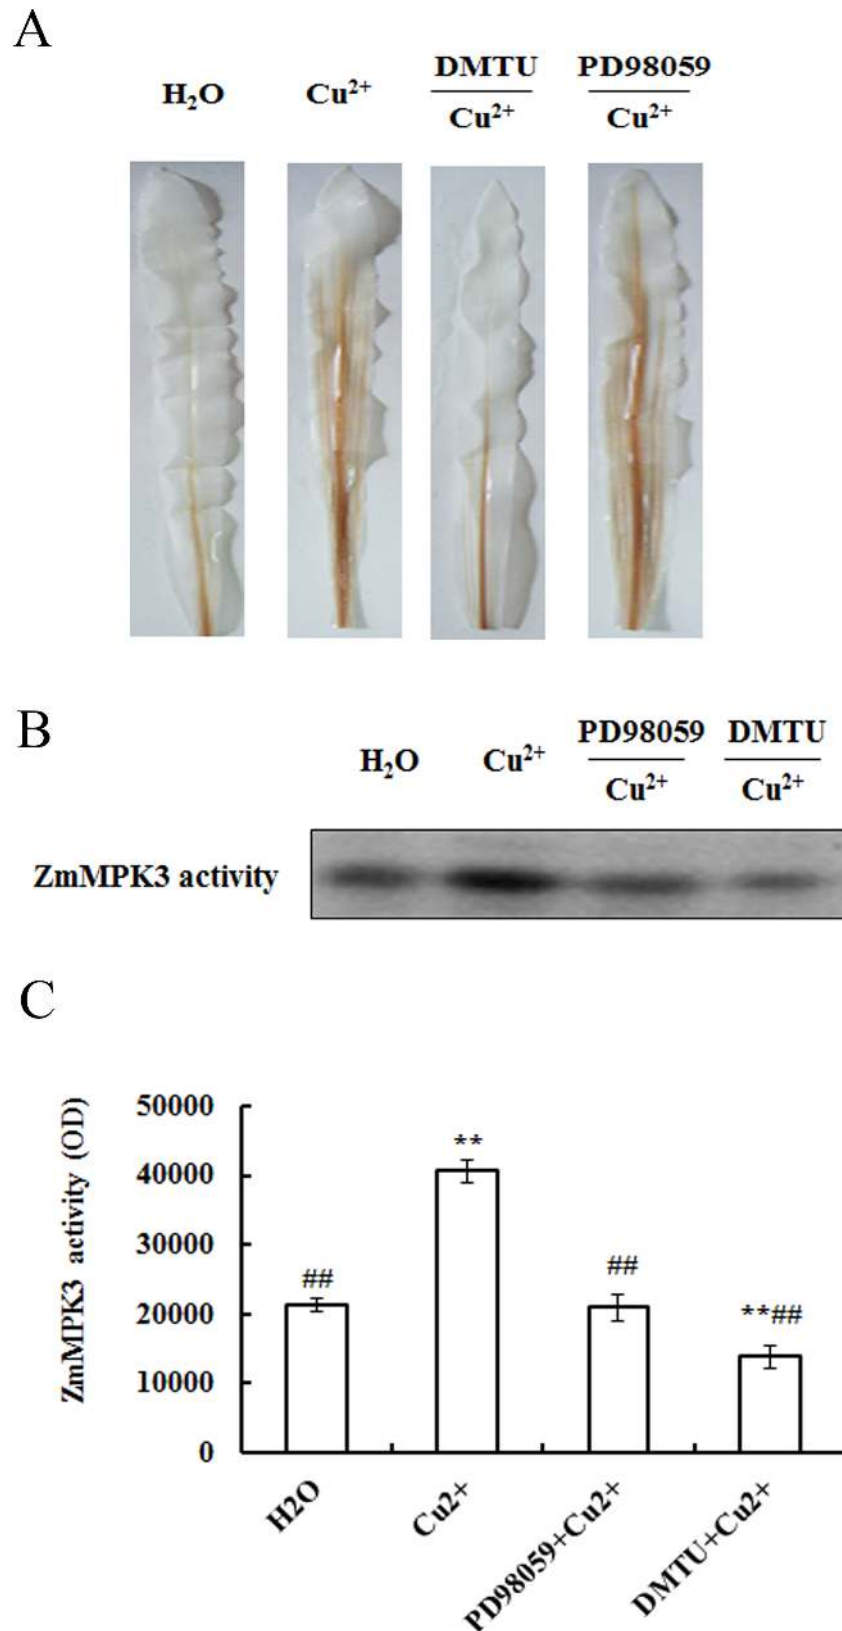 A
H₂O
Cu²⁺
DMTU
Cu²⁺
PD98059
Cu²⁺
B
H₂O
Cu²⁺
PD98059
Cu²⁺
DMTU
Cu²⁺
ZmMPK3 activity
C
ZmMPK3 activity (OD)
50000
40000
30000
20000
10000
0
##
**
##
**##
H2O
Cu2+
PD98059+Cu2+
DMTU+Cu2+